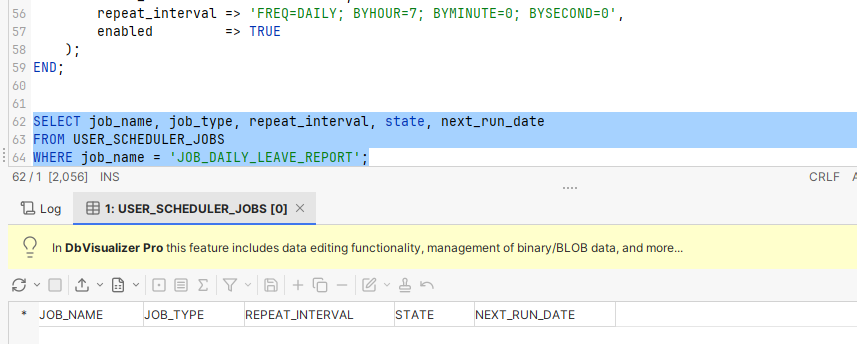 56 repeat_interval => 'FREQ=DAILY; BYHOUR=7; BYMINUTE=0; BYSECOND=0',
57 enabled => TRUE
58 );
59 END;
60
61
62 SELECT job_name, job_type, repeat_interval, state, next_run_date
63 FROM USER_SCHEDULER_JOBS
64 WHERE job_name = 'JOB_DAILY_LEAVE_REPORT';
62 / 1 [2,056] INS CRLF
Log 1: USER_SCHEDULER_JOBS [0]
In DbVisualizer Pro this feature includes data editing functionality, management of binary/BLOB data, and more...
* JOB_NAME JOB_TYPE REPEAT_INTERVAL STATE NEXT_RUN_DATE